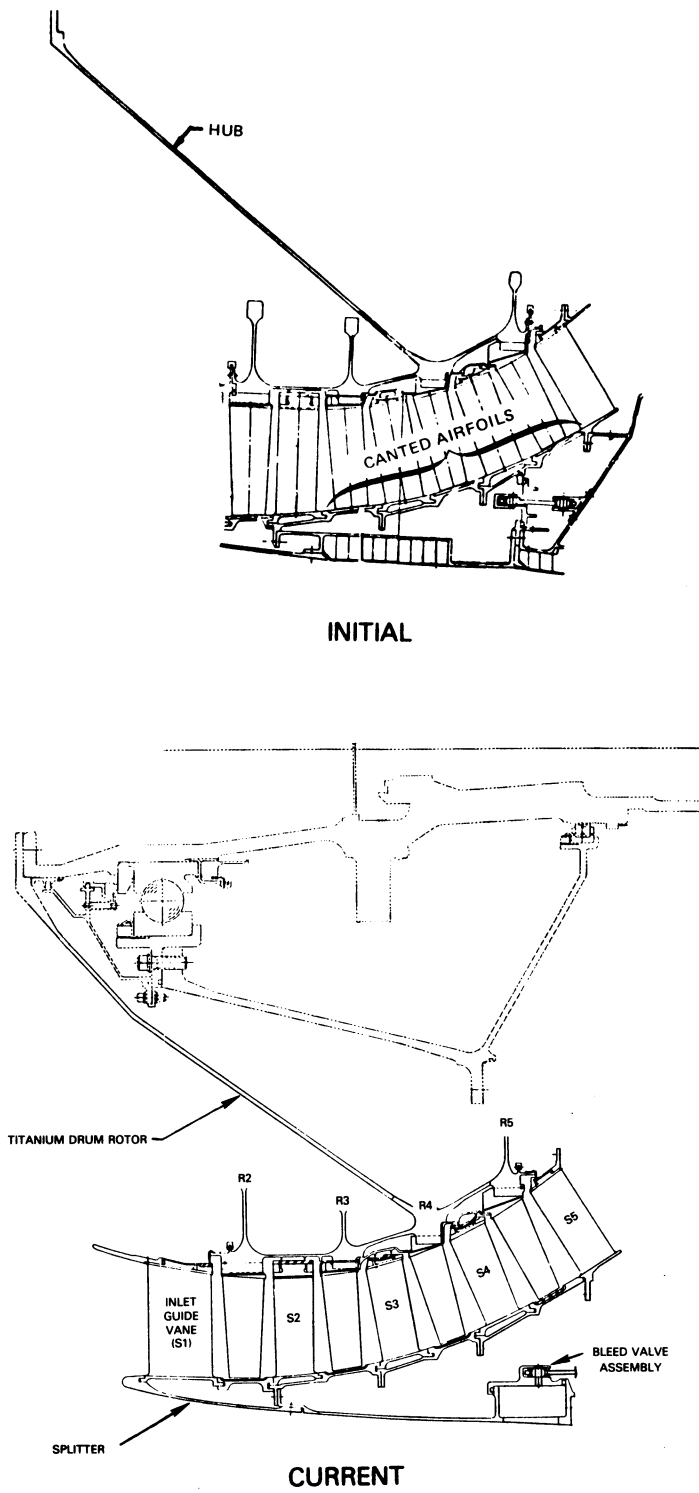 HUB
CANTED AIRFOILS
INITIAL
TITANIUM DRUM ROTOR
R5
R2
R3
R4
S5
S4
INLET
GUIDE
VANE
(S1)
S2
S3
BLEED VALVE
ASSEMBLY
SPLITTER
CURRENT